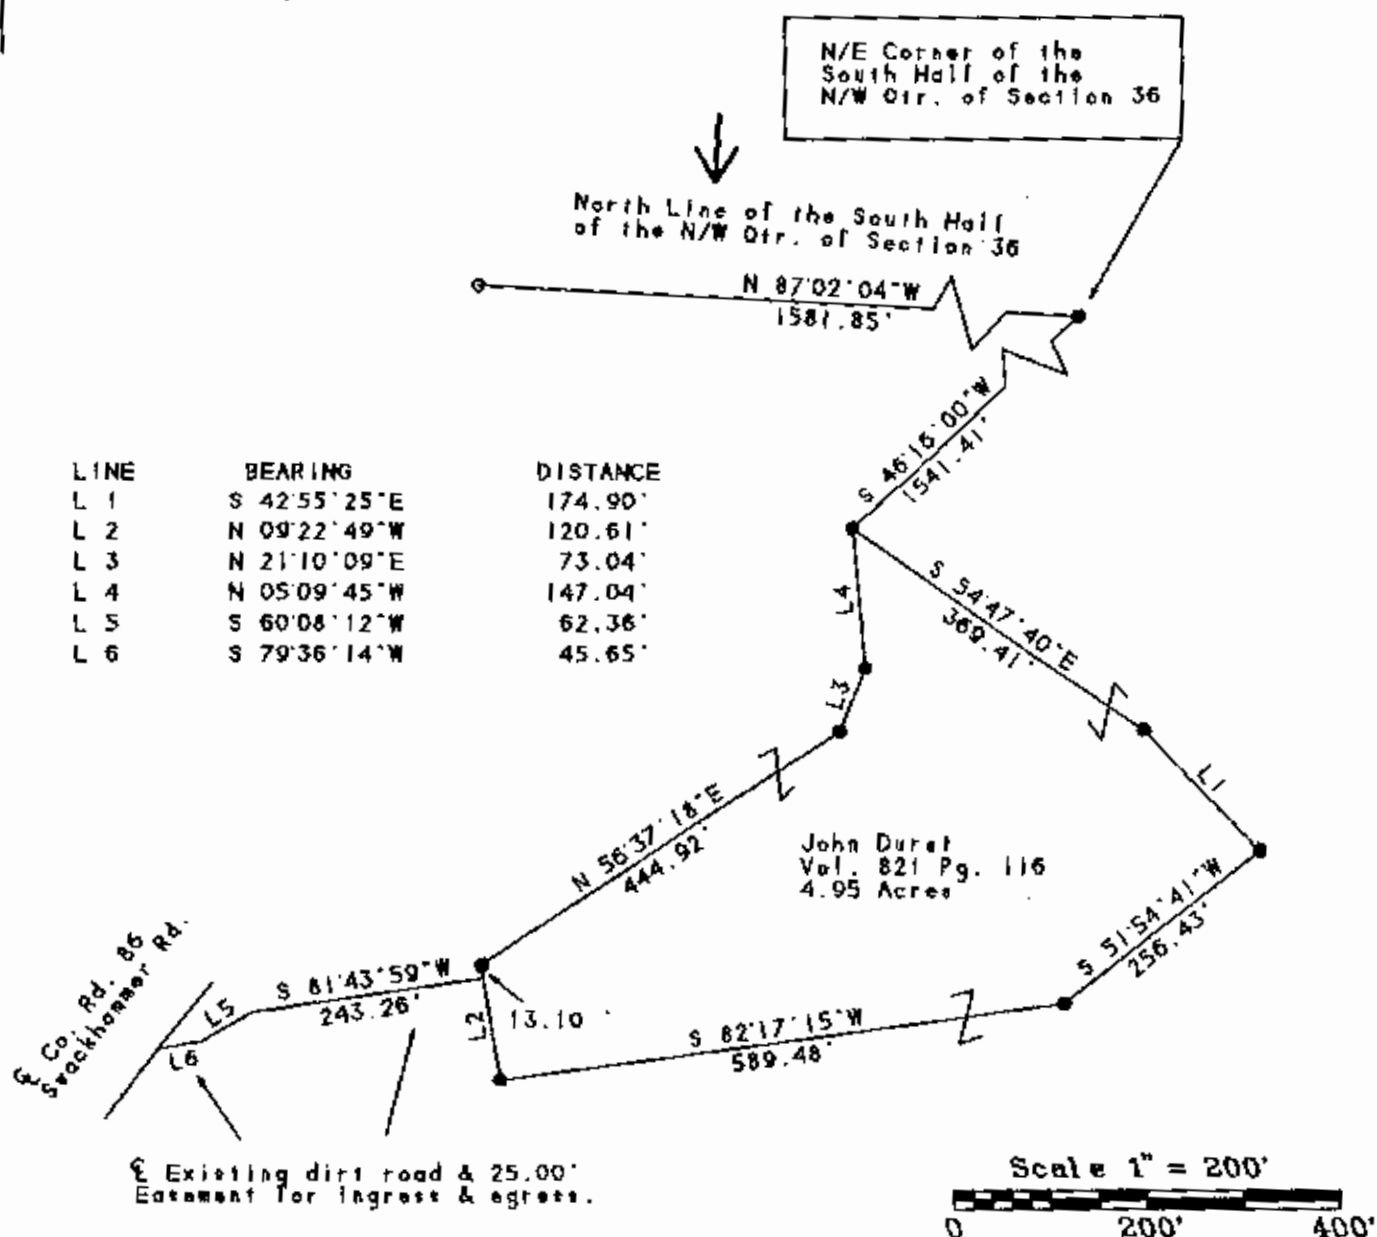 N/E Corner of the
South Half of the
N/W Qtr. of Section 36
North Line of the South Half
of the N/W Qtr. of Section 36
N 87°02'04"W
1581.85'
S 46°16'00"W
1541.41'
LINE BEARING DISTANCE
L 1 S 42°55'25"E 174.90'
L 2 N 09°22'49"W 120.61'
L 3 N 21°10'09"E 73.04'
L 4 N 05°09'45"W 147.04'
L 5 S 60°08'12"W 62.36'
L 6 S 79°36'14"W 45.65'
S 54°47'40"E
369.41'
L4
L3
L1
N 56°37'18"E
444.92'
John Durst
Vol. 821 Pg. 116
4.95 Acres
S 51°54'41"W
256.43'
℄ Co. Rd. 86
Swackhammer Rd.
S 81°43'59"W
243.26'
L5
L6
L2
13.10 '
S 82°17'15"W
589.48'
℄ Existing dirt road & 25.00'
Easement for ingress & egress.
Scale 1" = 200'
0 200' 400'